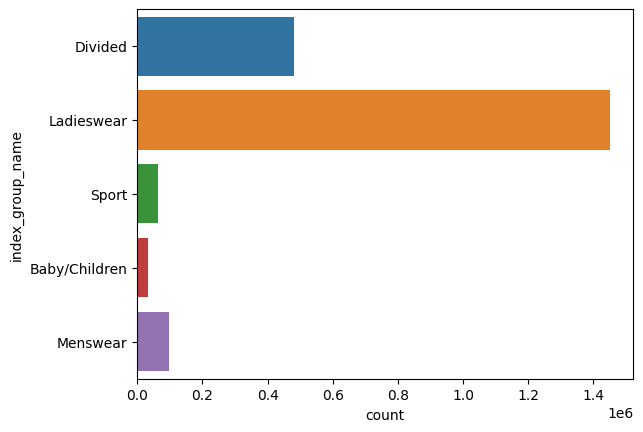 index_group_name
Divided
Ladieswear
Sport
Baby/Children
Menswear
0.0 0.2 0.4 0.6 0.8 1.0 1.2 1.4
1e6
count